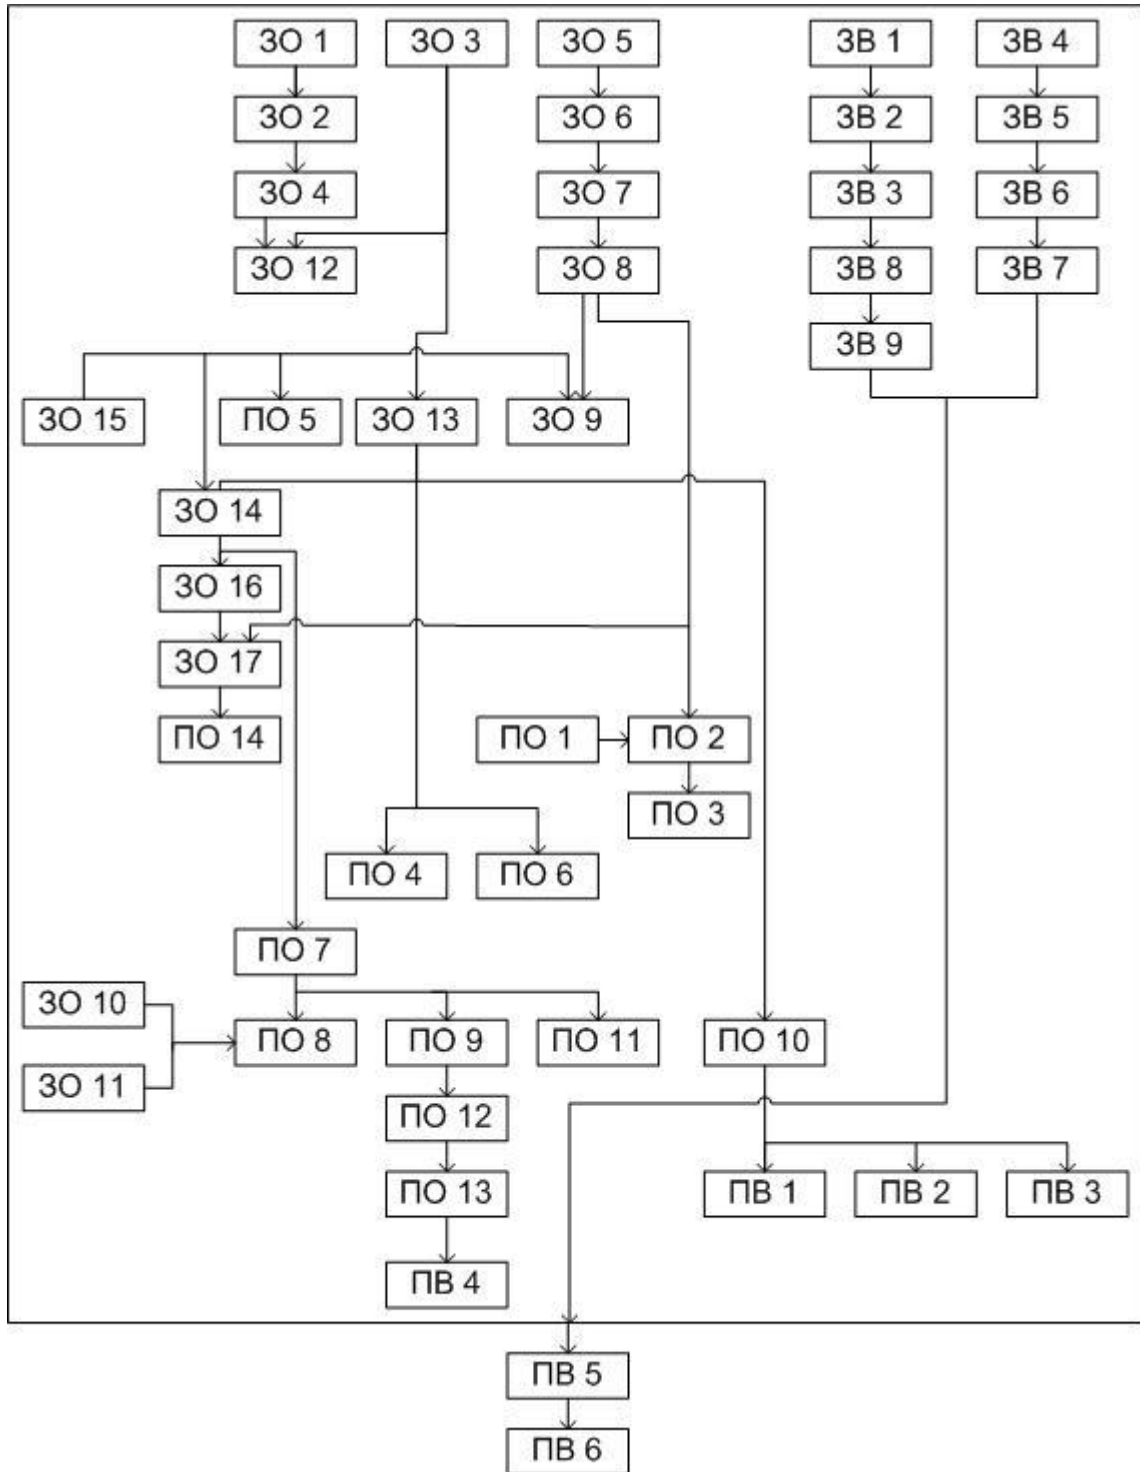 ЗО 1
ЗО 3
ЗО 5
ЗВ 1
ЗВ 4
ЗО 2
ЗО 6
ЗВ 2
ЗВ 5
ЗО 4
ЗО 7
ЗВ 3
ЗВ 6
ЗО 12
ЗО 8
ЗВ 8
ЗВ 7
ЗВ 9
ЗО 15
ПО 5
ЗО 13
ЗО 9
ЗО 14
ЗО 16
ЗО 17
ПО 14
ПО 1
ПО 2
ПО 3
ПО 4
ПО 6
ПО 7
ЗО 10
ПО 8
ПО 9
ПО 11
ПО 10
ЗО 11
ПО 12
ПО 13
ПВ 1
ПВ 2
ПВ 3
ПВ 4
ПВ 5
ПВ 6